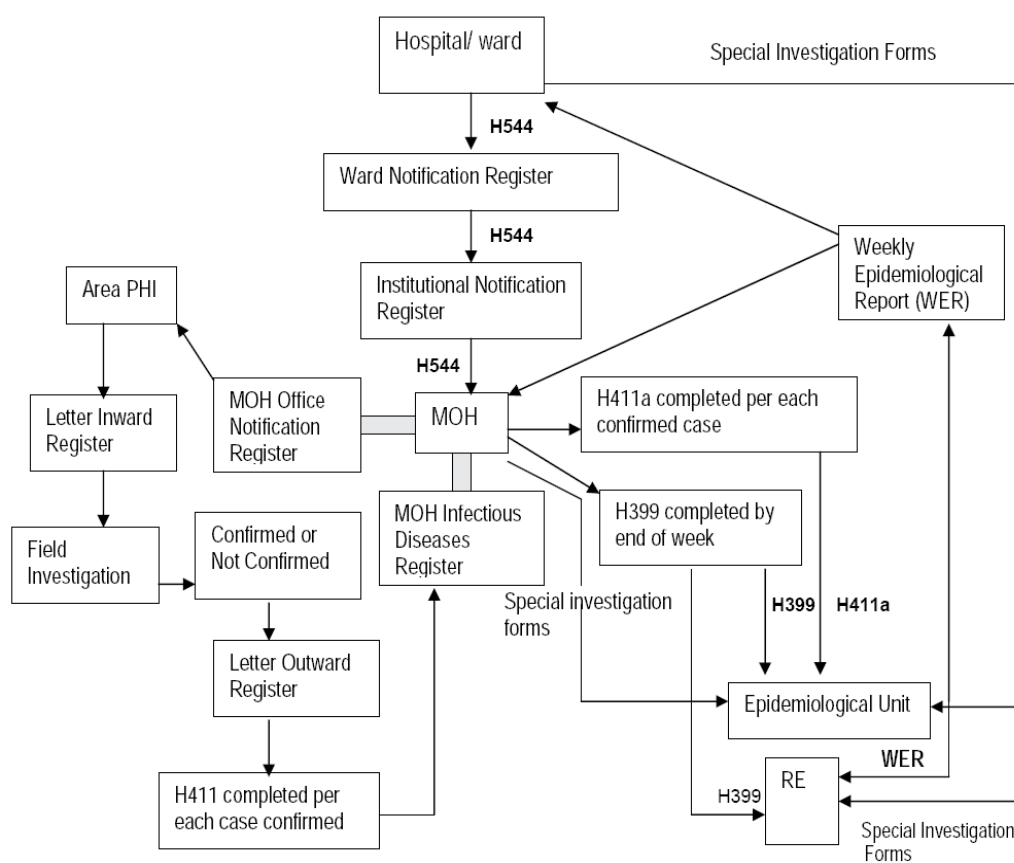 Hospital/ ward
Special Investigation Forms
H544
Ward Notification Register
H544
Weekly
Epidemiological
Report (WER)
Area PHI
Institutional Notification
Register
H544
MOH Office
Notification
Register
MOH
H411a completed per each
confirmed case
Letter Inward
Register
MOH Infectious
Diseases
Register
H399 completed by
end of week
Field
Investigation
Confirmed or
Not Confirmed
Special investigation
forms
H399
H411a
Letter Outward
Register
Epidemiological Unit
WER
RE
H399
H411 completed per
each case confirmed
Special Investigation
Forms